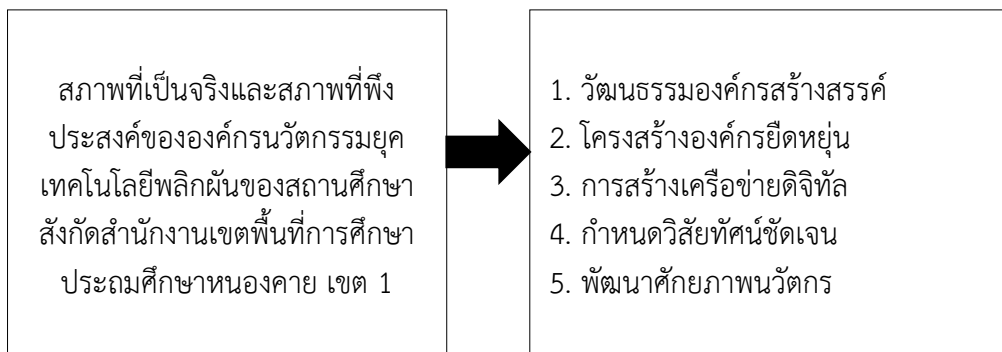 สภาพที่เป็นจริงและสภาพที่พึง
ประสงค์ขององค์กรนวัตกรรมยุค
เทคโนโลยีพลิกผันของสถานศึกษา
สังกัดสำนักงานเขตพื้นที่การศึกษา
ประถมศึกษาหนองคาย เขต 1
1. วัฒนธรรมองค์กรสร้างสรรค์
2. โครงสร้างองค์กรยืดหยุ่น
3. การสร้างเครือข่ายดิจิทัล
4. กำหนดวิสัยทัศน์ชัดเจน
5. พัฒนาศักยภาพนวัตกร